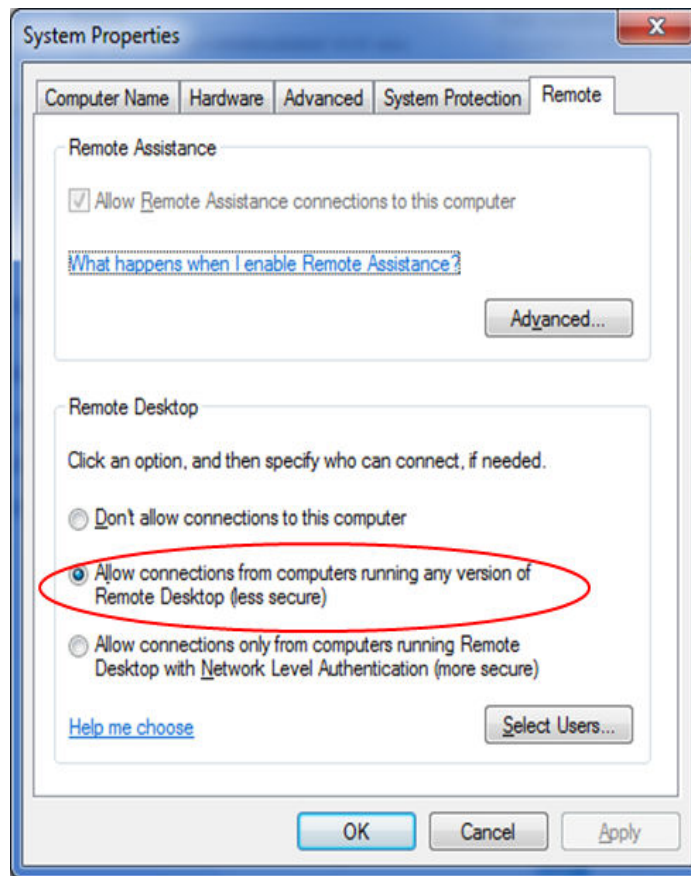 System Properties
Computer Name Hardware Advanced System Protection Remote
Remote Assistance
Allow Remote Assistance connections to this computer
What happens when I enable Remote Assistance?
Advanced...
Remote Desktop
Click an option, and then specify who can connect, if needed.
Don't allow connections to this computer
Allow connections from computers running any version of
Remote Desktop (less secure)
Allow connections only from computers running Remote
Desktop with Network Level Authentication (more secure)
Help me choose
Select Users...
OK Cancel Apply